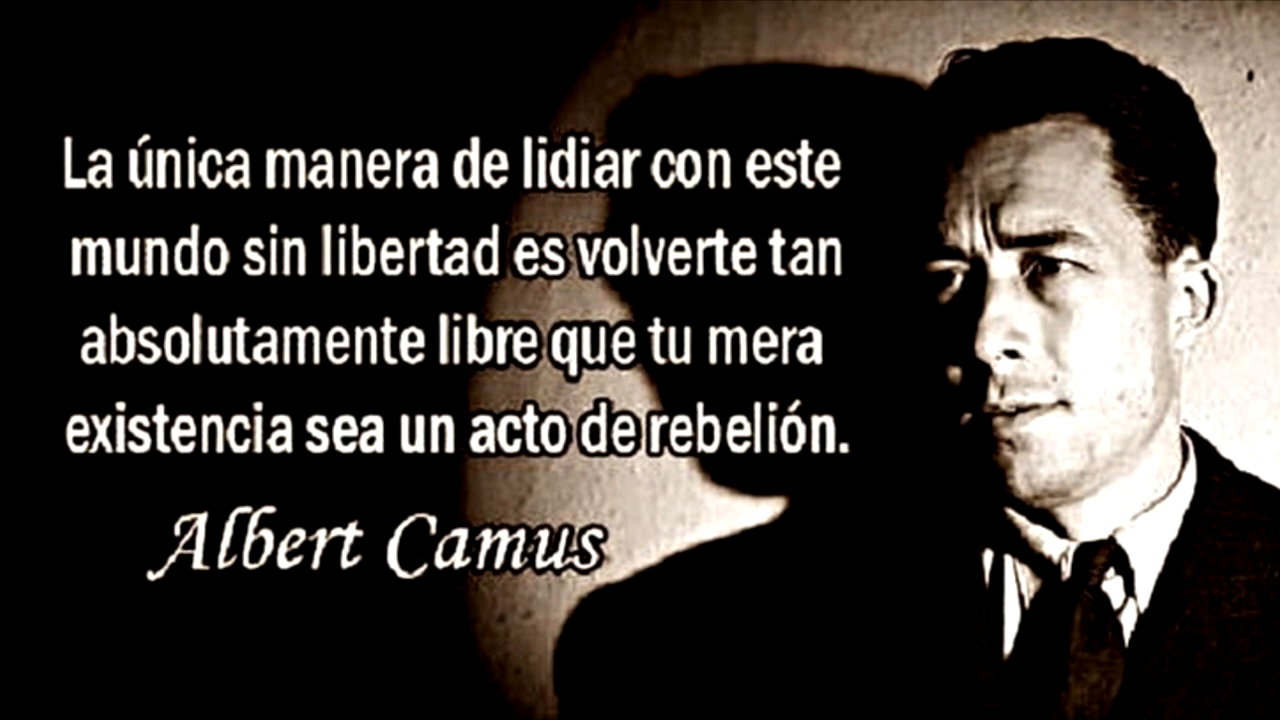 La única manera de lidiar con este
mundo sin libertad es volverte tan
absolutamente libre que tu mera
existencia sea un acto de rebelión.
Albert Camus